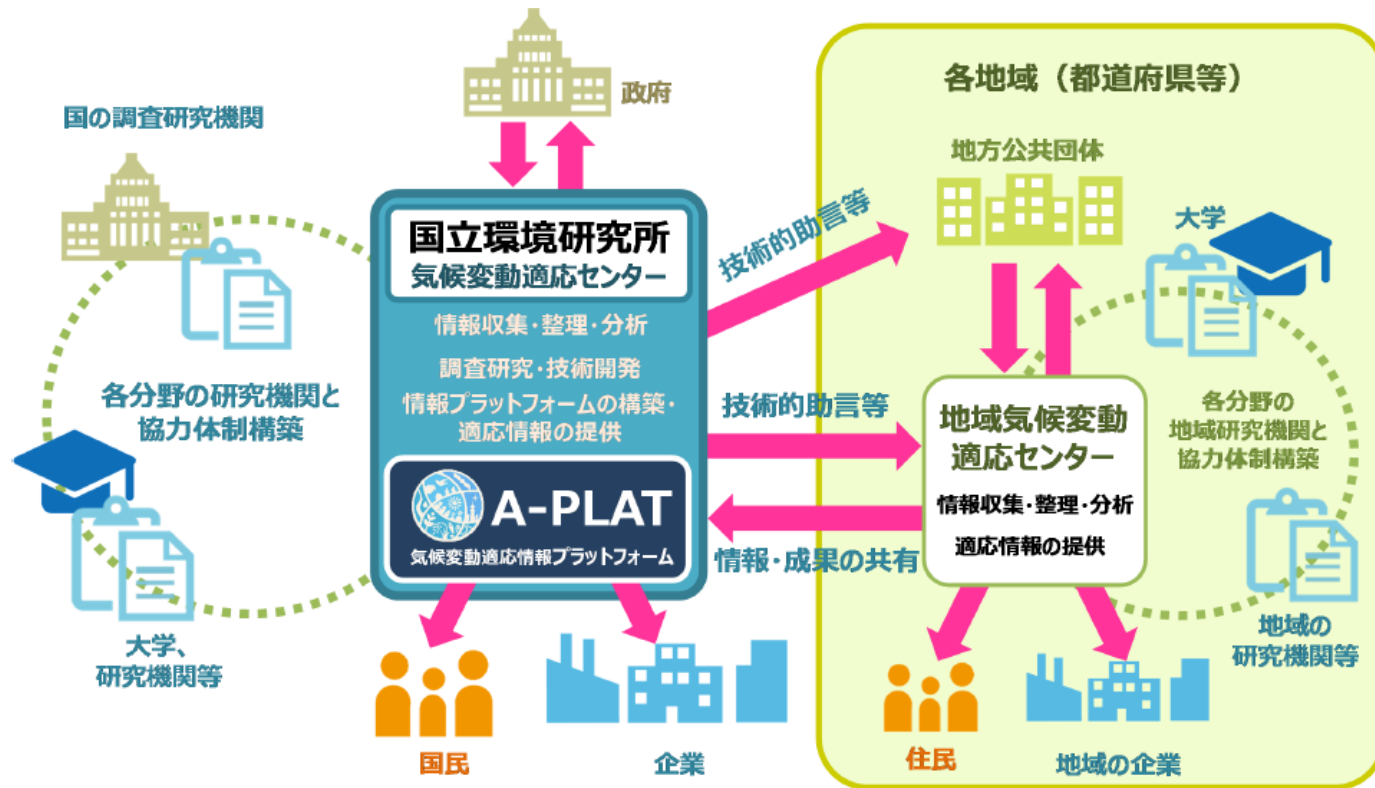 政府
国の調査研究機関
各分野の研究機関と
協力体制構築
大学、
研究機関等
国立環境研究所
気候変動適応センター
情報収集・整理・分析
調査研究・技術開発
情報プラットフォームの構築・
適応情報の提供
A-PLAT
気候変動適応情報プラットフォーム
国民
企業
技術的助言等
技術的助言等
情報・成果の共有
各地域（都道府県等）
地方公共団体
大学
地域気候変動
適応センター
情報収集・整理・分析
適応情報の提供
各分野の
地域研究機関と
協力体制構築
地域の
研究機関等
住民
地域の企業